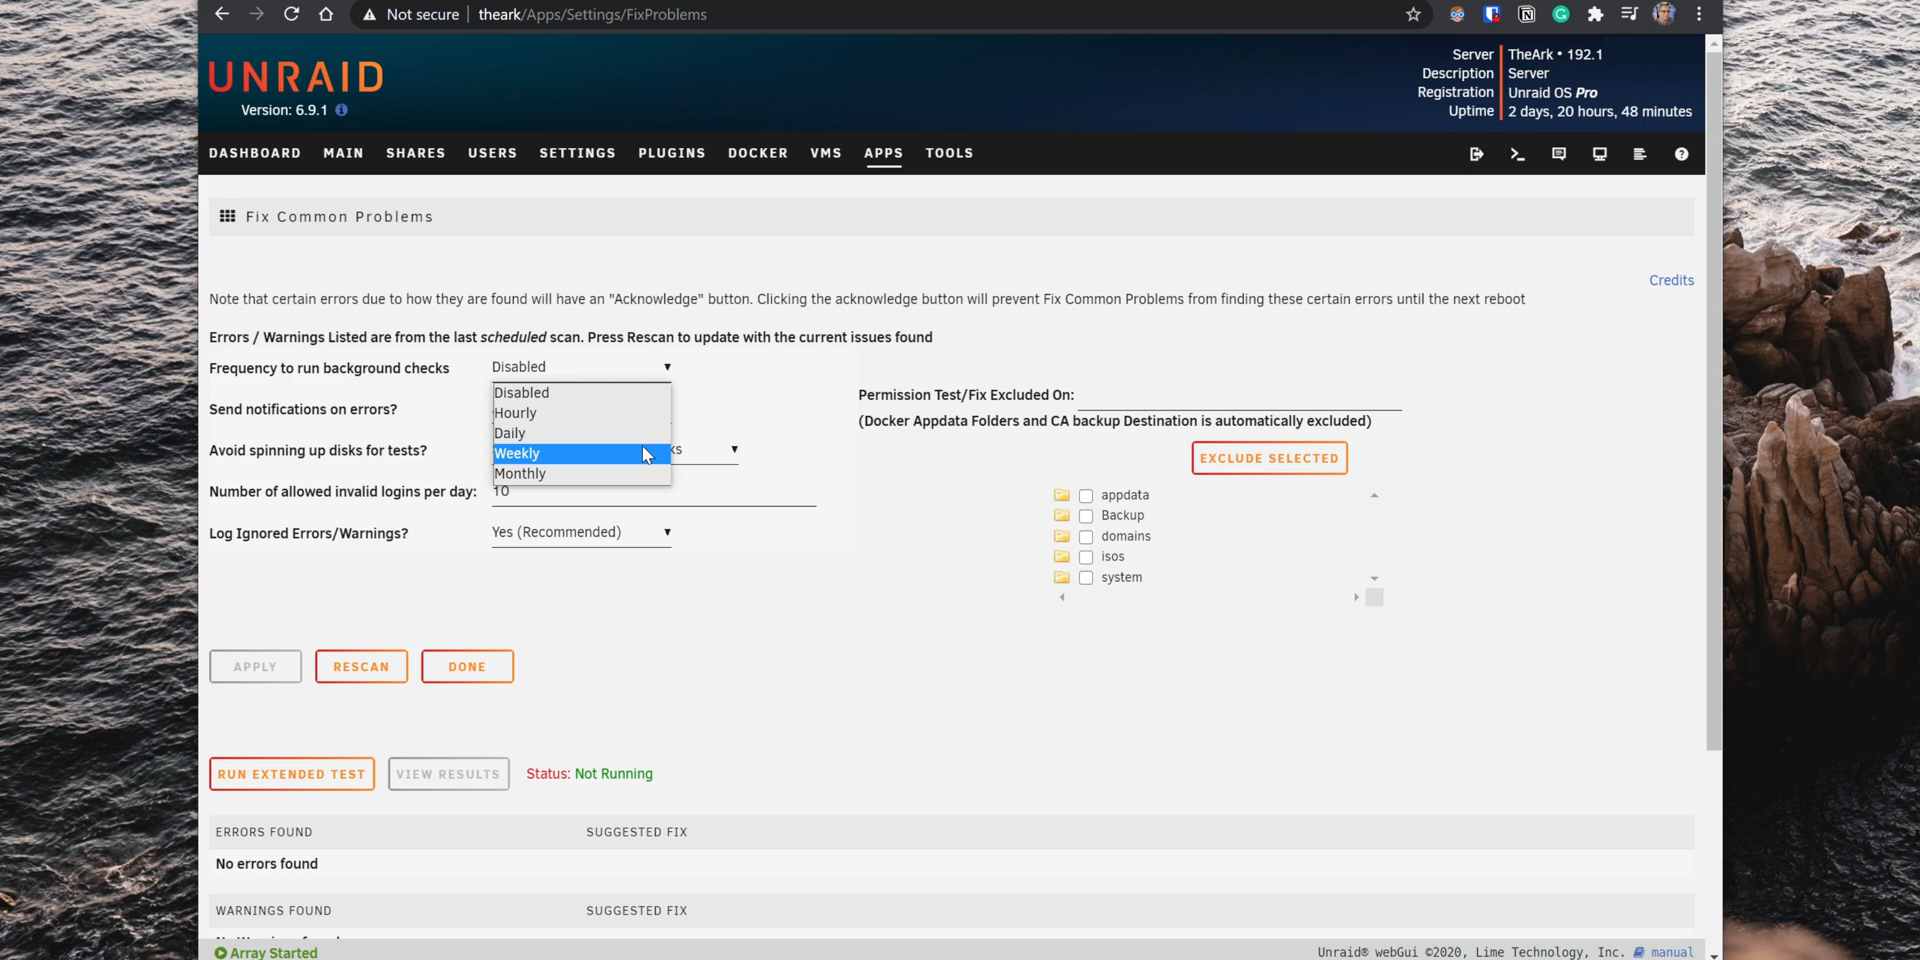 Not secure | theark/Apps/Settings/FixProblems
UNRAID
Version: 6.9.1
Server TheArk • 192.1
Description Server
Registration Unraid OS Pro
Uptime 2 days, 20 hours, 48 minutes
DASHBOARD MAIN SHARES USERS SETTINGS PLUGINS DOCKER VMS APPS TOOLS
Fix Common Problems
Credits
Note that certain errors due to how they are found will have an "Acknowledge" button. Clicking the acknowledge button will prevent Fix Common Problems from finding these certain errors until the next reboot
Errors / Warnings Listed are from the last scheduled scan. Press Rescan to update with the current issues found
Frequency to run background checks Disabled
Disabled
Hourly
Daily
Weekly
Monthly
Send notifications on errors?
Avoid spinning up disks for tests? ks
Number of allowed invalid logins per day: 10
Log Ignored Errors/Warnings? Yes (Recommended)
Permission Test/Fix Excluded On:
(Docker Appdata Folders and CA backup Destination is automatically excluded)
EXCLUDE SELECTED
appdata
Backup
domains
isos
system
APPLY RESCAN DONE
RUN EXTENDED TEST VIEW RESULTS Status: Not Running
ERRORS FOUND SUGGESTED FIX
No errors found
WARNINGS FOUND SUGGESTED FIX
Array Started
Unraid® webGui ©2020, Lime Technology, Inc. manual